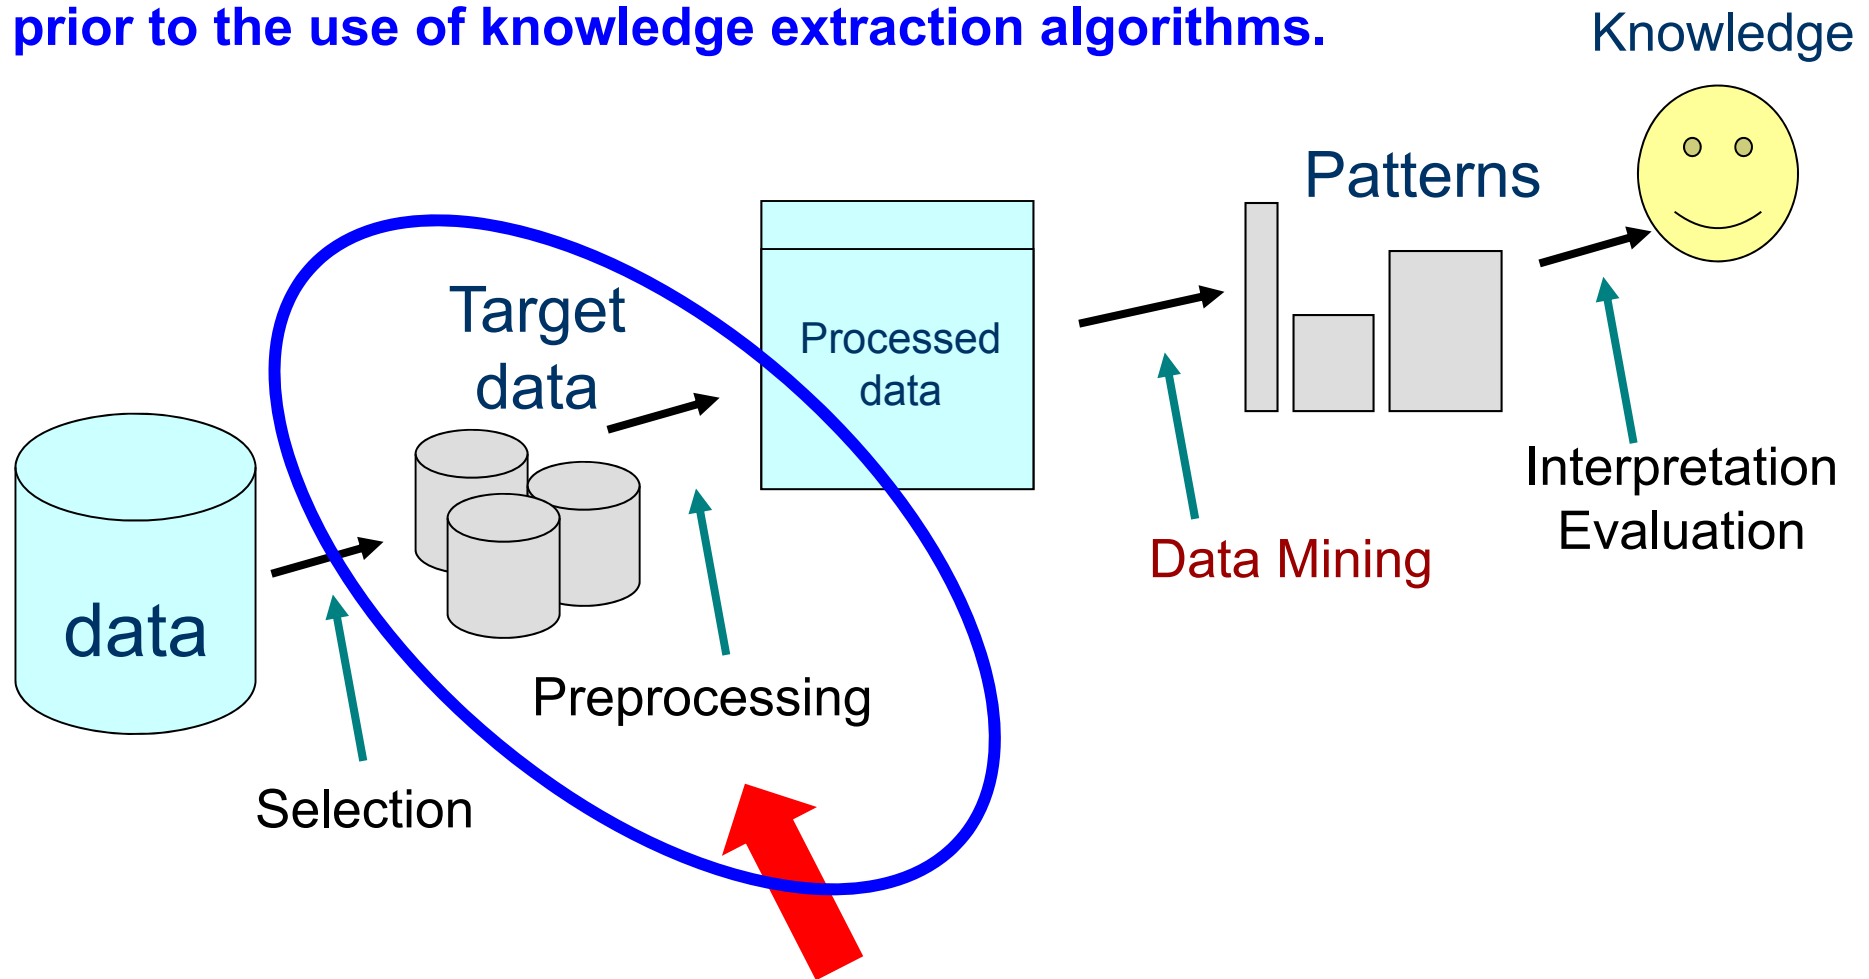 prior to the use of knowledge extraction algorithms.
Knowledge
Patterns
Target
data
Processed
data
data
Interpretation
Evaluation
Data Mining
Preprocessing
Selection